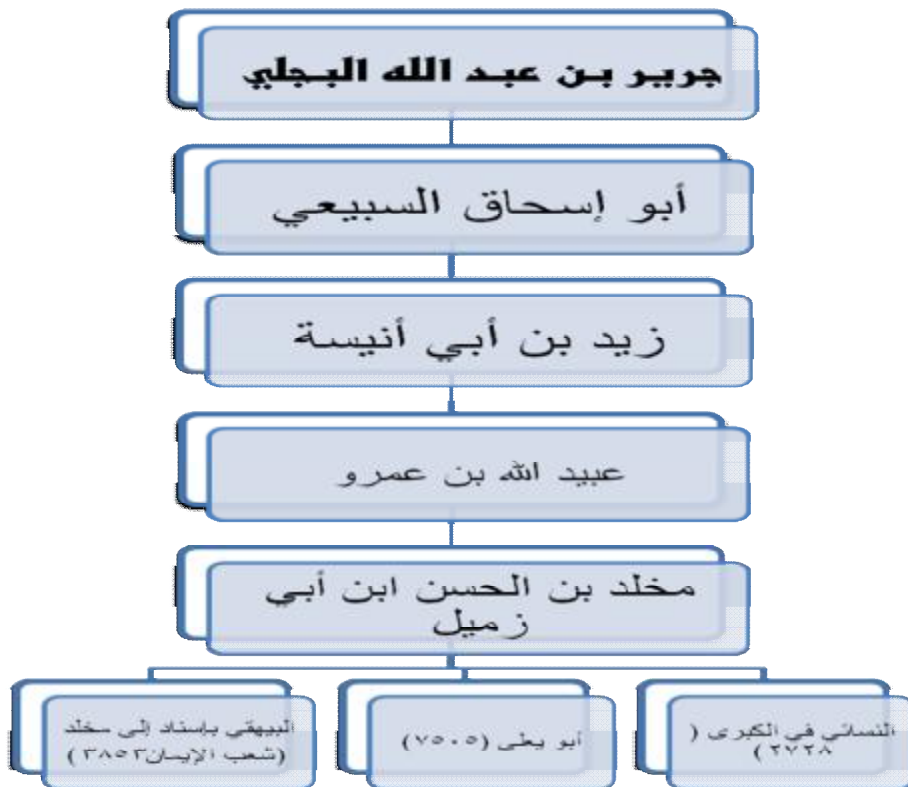 جرير بن عبد الله البجلي
أبو إسحاق السبيعي
زيد بن أبي أنيسة
عبيد الله بن عمرو
مخلد بن الحسن ابن أبي
زميل
النسائي في الكبرى (
٢٧٢٨)
أبو يعلى (٧٥٠٥)
البيهقي بإسناد إلى مخلد
(شعب الإيمان٣٨٥٣)